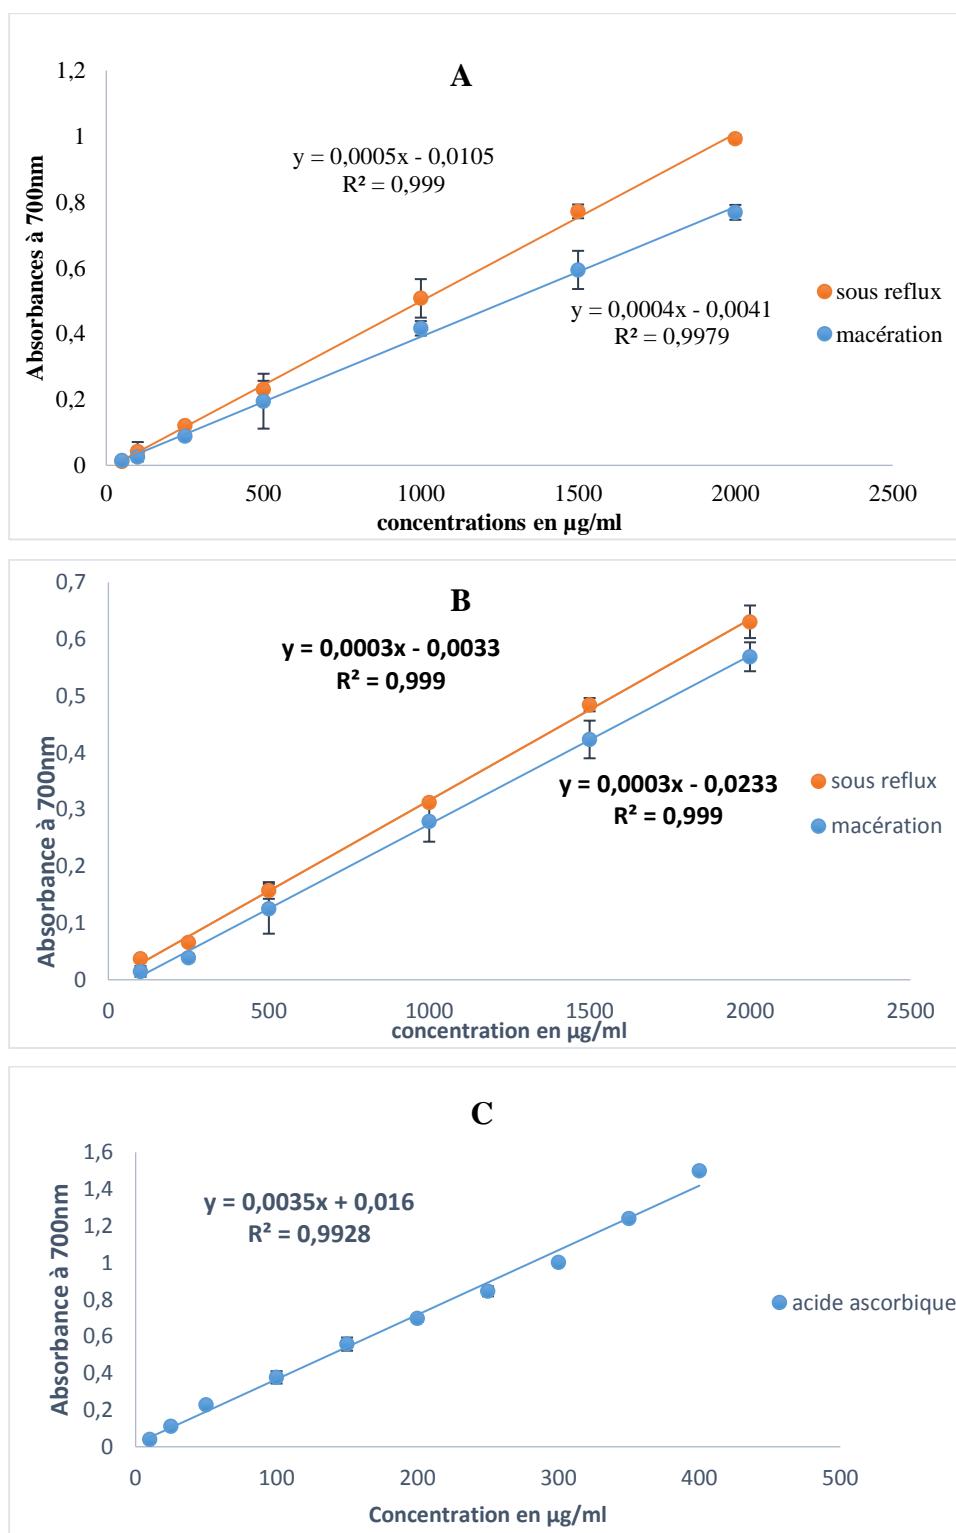 A
1,2
1
0,8
0,6
0,4
0,2
0
Absorbances à 700nm
y = 0,0005x - 0,0105
R² = 0,999
y = 0,0004x - 0,0041
R² = 0,9979
sous reflux
macération
0 500 1000 1500 2000 2500
concentrations en µg/ml
B
0,7
0,6
0,5
0,4
0,3
0,2
0,1
0
Absorbance à 700nm
y = 0,0003x - 0,0033
R² = 0,999
y = 0,0003x - 0,0233
R² = 0,999
sous reflux
macération
0 500 1000 1500 2000 2500
concentration en µg/ml
C
1,6
1,4
1,2
1
0,8
0,6
0,4
0,2
0
Absorbance à 700nm
y = 0,0035x + 0,016
R² = 0,9928
acide ascorbique
0 100 200 300 400 500
Concentration en µg/ml